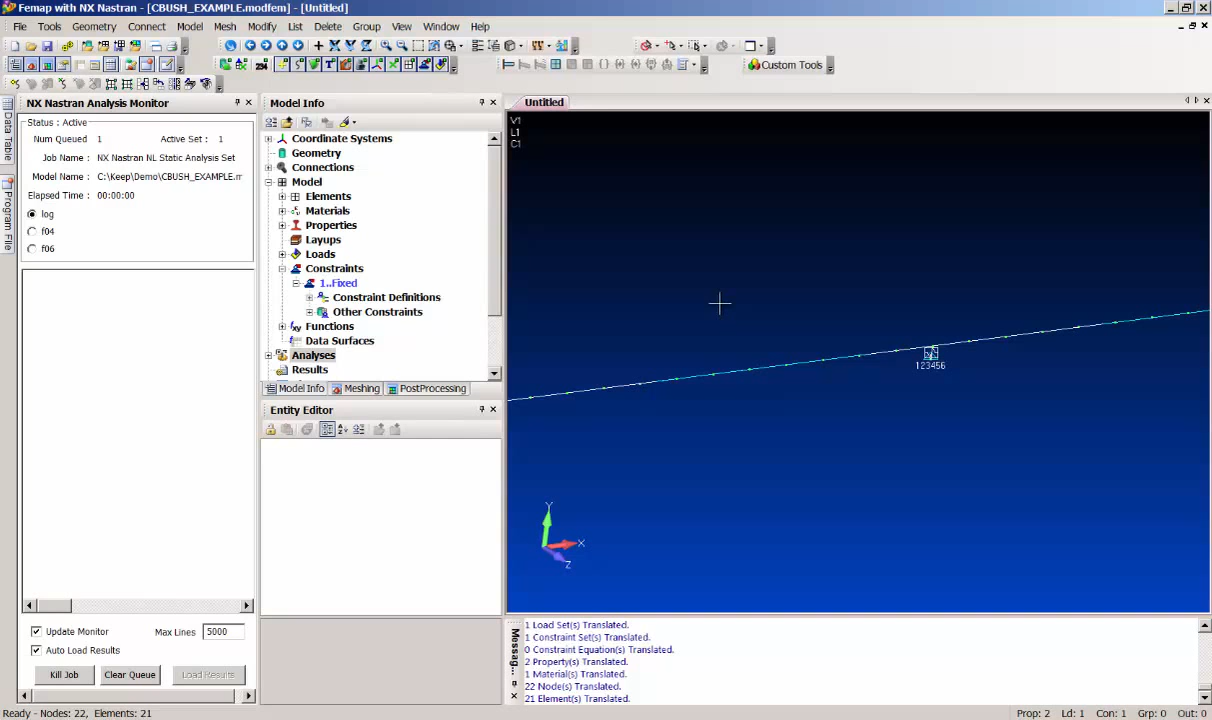 Femap with NX Nastran - [CBUSH_EXAMPLE.modfem] - [Untitled]
File Tools Geometry Connect Model Mesh Modify List Delete Group View Window Help
Custom Tools
Data Table
Program File
NX Nastran Analysis Monitor
Status : Active
Num Queued 1 Active Set : 1
Job Name : NX Nastran NL Static Analysis Set
Model Name : C:\Keep\Demo\CBUSH_EXAMPLE.m
Elapsed Time : 00:00:00
log
f04
f06
Update Monitor Max Lines 5000
Auto Load Results
Kill Job Clear Queue Load Results
Model Info
Coordinate Systems
Geometry
Connections
Model
Elements
Materials
Properties
Layups
Loads
Constraints
1..Fixed
Constraint Definitions
Other Constraints
Functions
Data Surfaces
Analyses
Results
Model Info Meshing PostProcessing
Entity Editor
Untitled
V1
L1
C1
123456
Y
X
Z
Messag...
1 Load Set(s) Translated.
1 Constraint Set(s) Translated.
0 Constraint Equation(s) Translated.
2 Property(s) Translated.
1 Material(s) Translated.
22 Node(s) Translated.
21 Element(s) Translated.
Ready - Nodes: 22, Elements: 21
Prop: 2 Ld: 1 Con: 1 Grp: 0 Out: 0